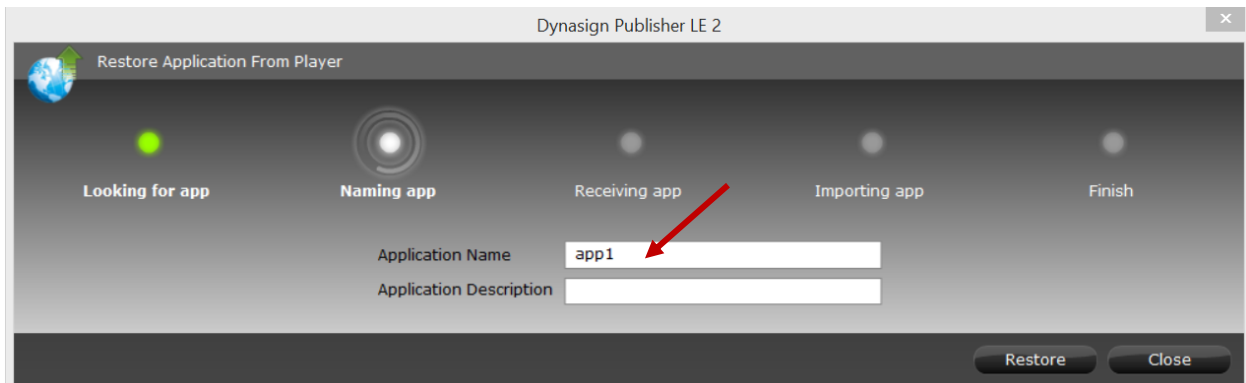 Dynasign Publisher LE 2
Restore Application From Player
Looking for app Naming app Receiving app Importing app Finish
Application Name app1
Application Description
Restore Close